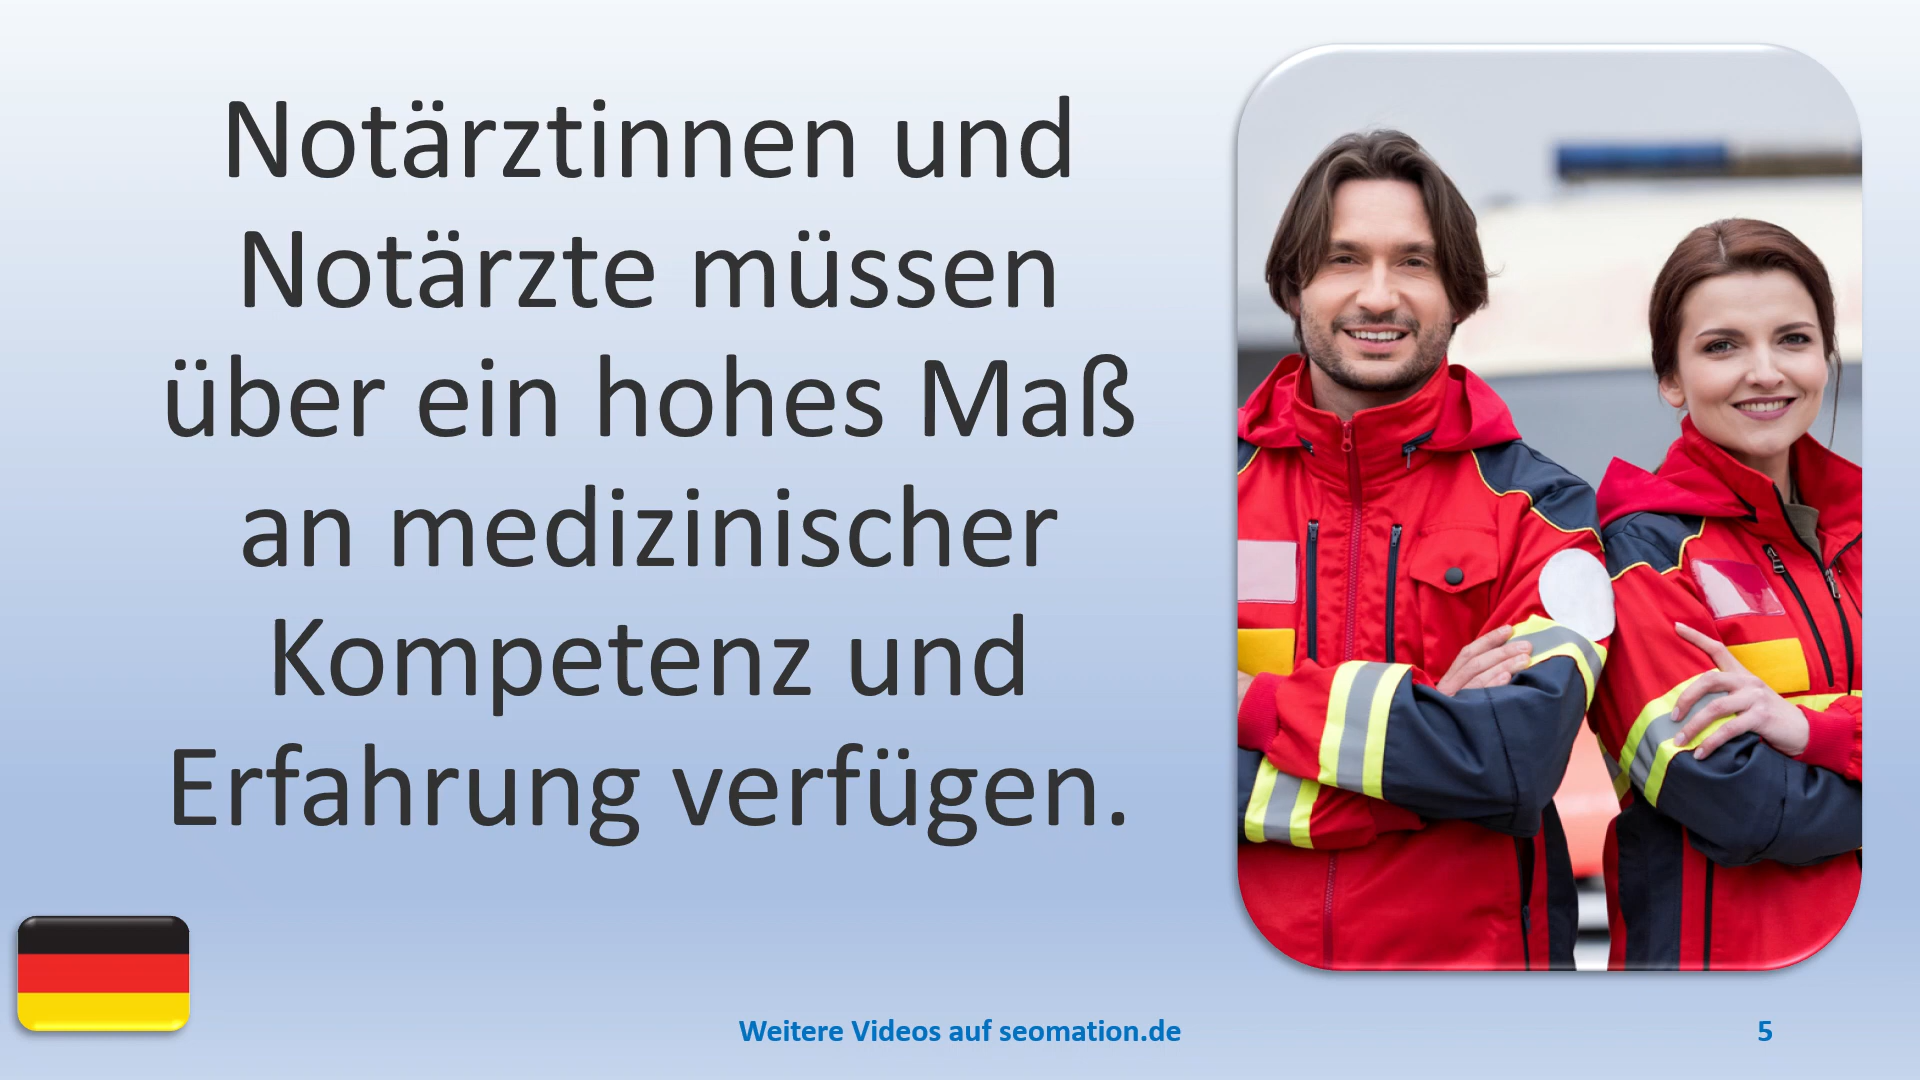 Notärztinnen und
Notärzte müssen
über ein hohes Maß
an medizinischer
Kompetenz und
Erfahrung verfügen.
Weitere Videos auf seomation.de
5